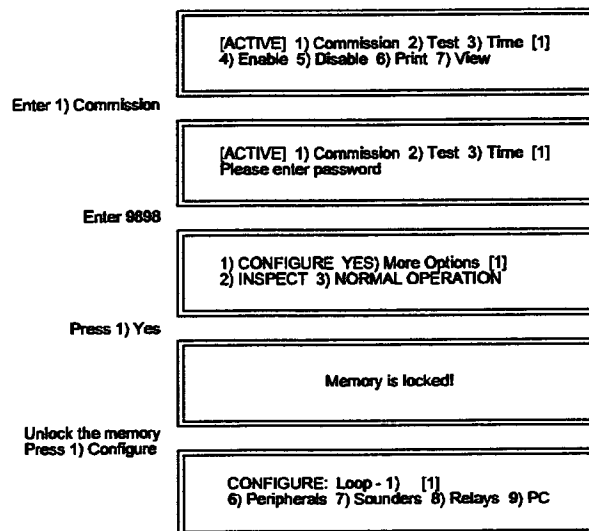 [ACTIVE] 1) Commission 2) Test 3) Time [1]
4) Enable 5) Disable 6) Print 7) View
Enter 1) Commission
[ACTIVE] 1) Commission 2) Test 3) Time [1]
Please enter password
Enter 9898
1) CONFIGURE YES) More Options [1]
2) INSPECT 3) NORMAL OPERATION
Press 1) Yes
Memory is locked!
Unlock the memory
Press 1) Configure
CONFIGURE: Loop - 1) [1]
6) Peripherals 7) Sounders 8) Relays 9) PC